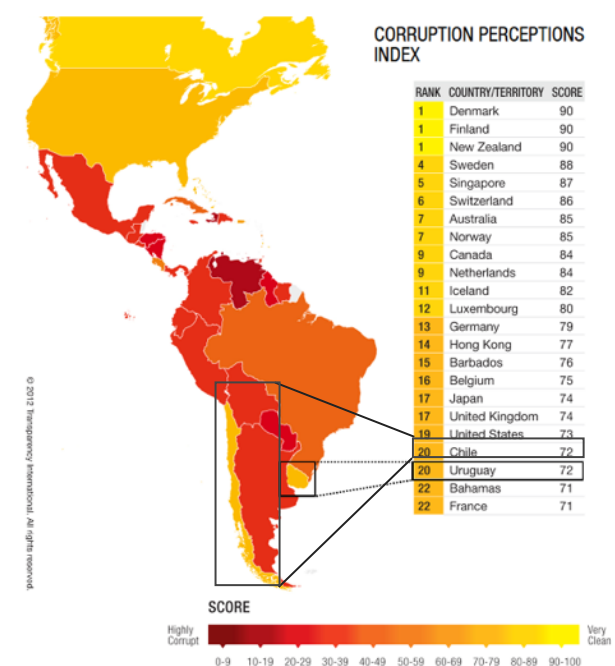 CORRUPTION PERCEPTIONS
INDEX
RANK COUNTRY/TERRITORY SCORE
1 Denmark 90
1 Finland 90
1 New Zealand 90
4 Sweden 88
5 Singapore 87
6 Switzerland 86
7 Australia 85
7 Norway 85
9 Canada 84
9 Netherlands 84
11 Iceland 82
12 Luxembourg 80
13 Germany 79
14 Hong Kong 77
15 Barbados 76
16 Belgium 75
17 Japan 74
17 United Kingdom 74
19 United States 73
20 Chile 72
20 Uruguay 72
22 Bahamas 71
22 France 71
© 2012 Transparency International. All rights reserved.
SCORE
Highly
Corrupt
Very
Clean
0-9 10-19 20-29 30-39 40-49 50-59 60-69 70-79 80-89 90-100